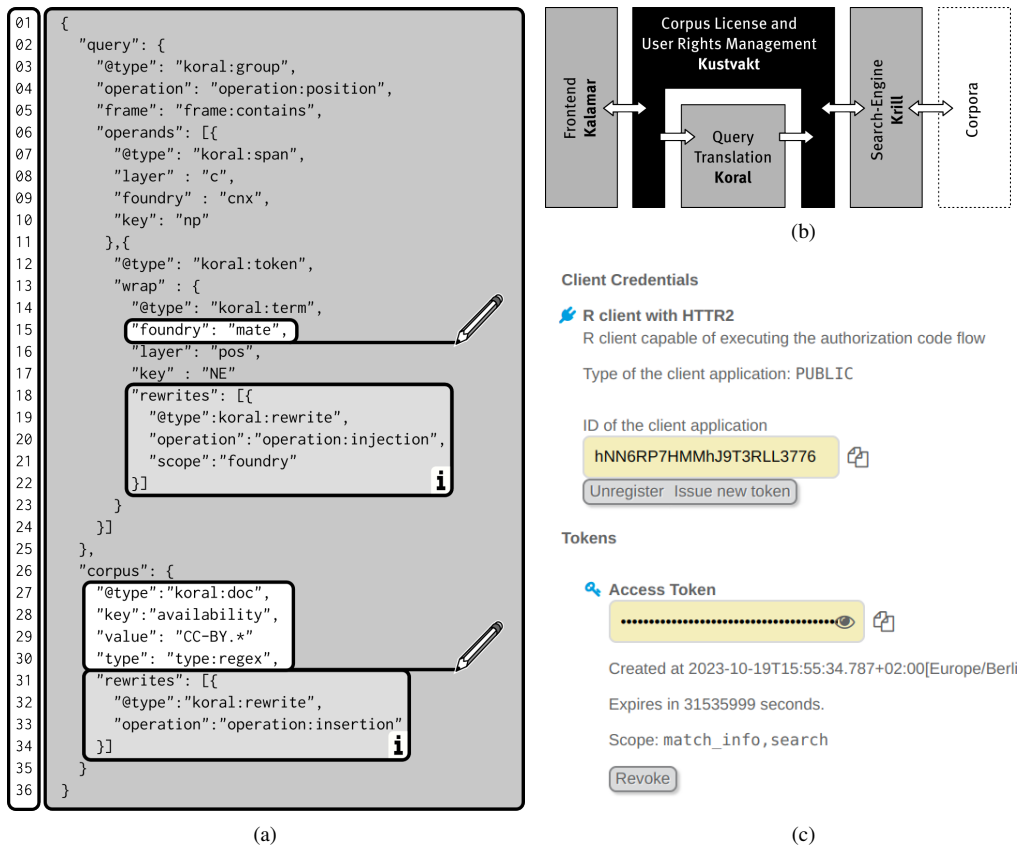 01 {
02 "query": {
03 "@type": "koral:group",
04 "operation": "operation:position",
05 "frame": "frame:contains",
06 "operands": [{
07 "@type": "koral:span",
08 "layer" : "c",
09 "foundry" : "cnx",
10 "key": "np"
11 },{
12 "@type": "koral:token",
13 "wrap" : {
14 "@type": "koral:term",
15 "foundry": "mate",
16 "layer": "pos",
17 "key" : "NE"
18 "rewrites": [{
19 "@type":koral:rewrite",
20 "operation":"operation:injection",
21 "scope":"foundry"
22 }]
23 }
24 }]
25 },
26 "corpus": {
27 "@type":"koral:doc",
28 "key":"availability",
29 "value": "CC-BY.*"
30 "type": "type:regex",
31 "rewrites": [{
32 "@type":"koral:rewrite",
33 "operation":"operation:insertion"
34 }]
35 }
36 }
(a)
Corpus License and
User Rights Management
Kustvakt
Frontend
Kalamar
Query
Translation
Koral
Search-Engine
Krill
Corpora
(b)
Client Credentials
R client with HTTR2
R client capable of executing the authorization code flow
Type of the client application: PUBLIC
ID of the client application
hNN6RP7HMMhJ9T3RLL3776
Unregister Issue new token
Tokens
Access Token
Created at 2023-10-19T15:55:34.787+02:00[Europe/Berli
Expires in 31535999 seconds.
Scope: match_info,search
Revoke
(c)